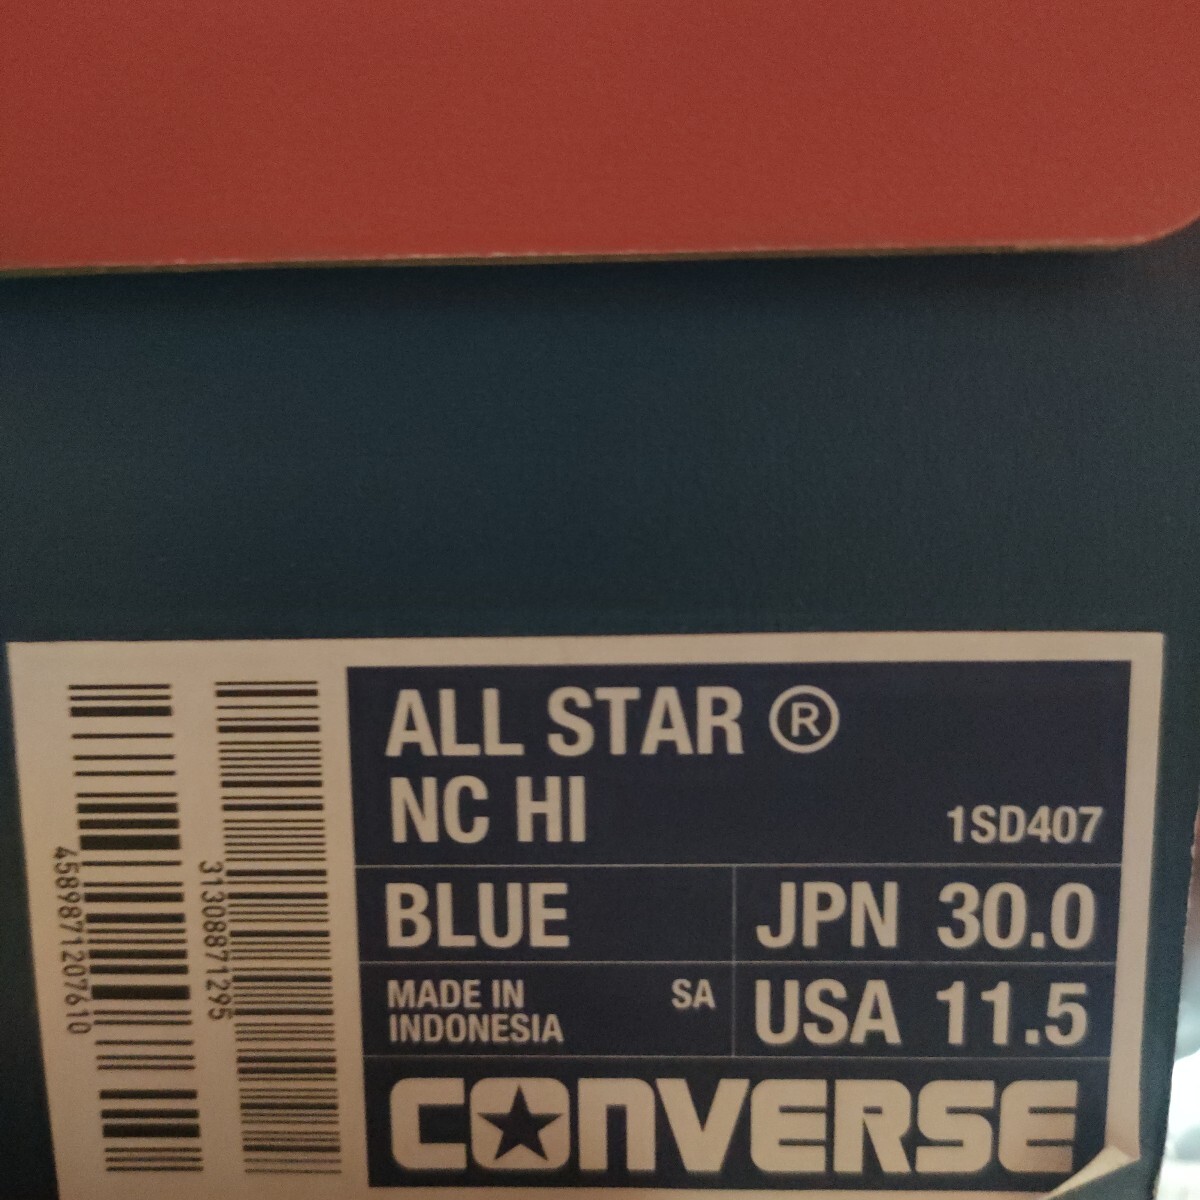 ALL STAR ®
NC HI
1SD407
BLUE
JPN 30.0
MADE IN
INDONESIA
SA
USA 11.5
CONVERSE
4589871207610
31308871295